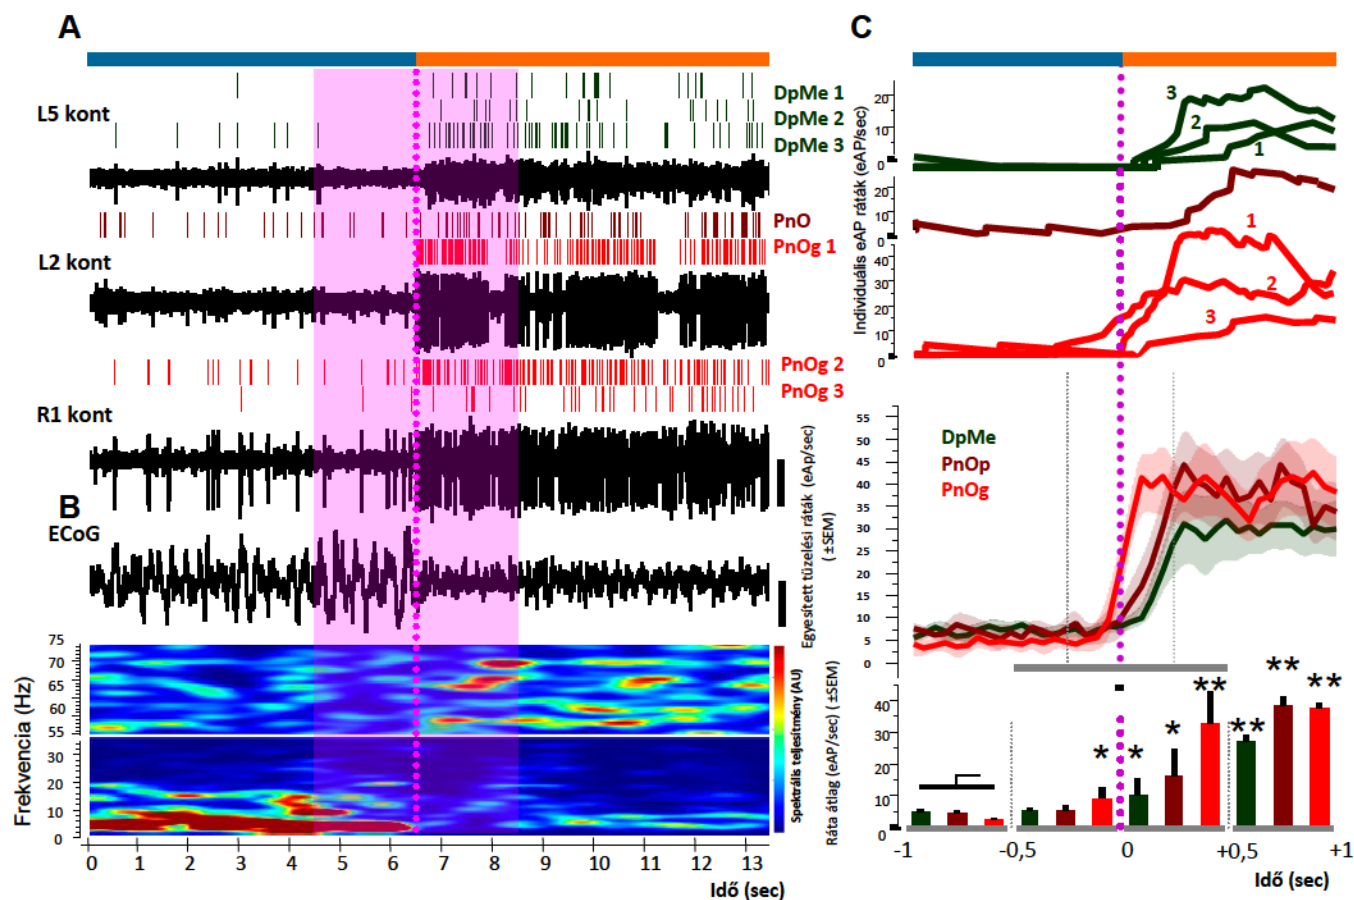 A
L5 kont
DpMe 1
DpMe 2
DpMe 3
L2 kont
PnO
PnOg 1
R1 kont
PnOg 2
PnOg 3
B
ECoG
Frekvencia (Hz)
75
70
65
60
55
30
20
10
0
Spektrális teljesítmény (AU)
0 1 2 3 4 5 6 7 8 9 10 11 12 13
Idő (sec)
C
Individuális eAP ráták (eAP/sec)
20
10
0
3
2
1
20
10
0
40
30
20
10
0
1
2
3
Egyesített tüzelési ráták (eAp/sec)
(±SEM)
55
50
45
40
35
30
25
20
15
10
5
0
DpMe
PnOp
PnOg
Ráta átlag (eAP/sec) (±SEM)
40
30
20
10
0
* * * ** ** ** **
-1 -0,5 0 +0,5 +1
Idő (sec)